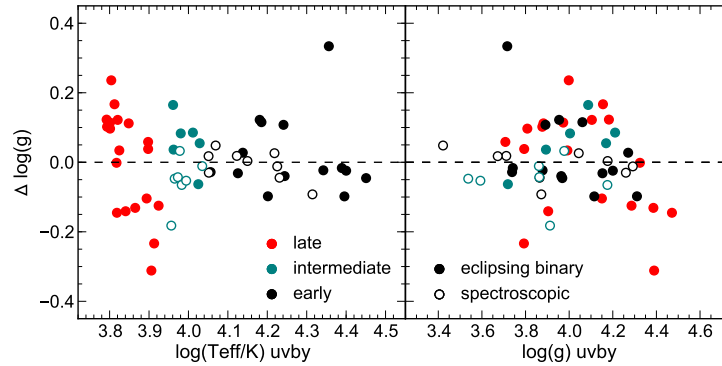 0.4
0.2
0.0
−0.2
−0.4
Δ log(g)
late
intermediate
early
eclipsing binary
spectroscopic
3.8 3.9 4.0 4.1 4.2 4.3 4.4 4.5
log(Teff/K) uvby
3.4 3.6 3.8 4.0 4.2 4.4 4.6
log(g) uvby